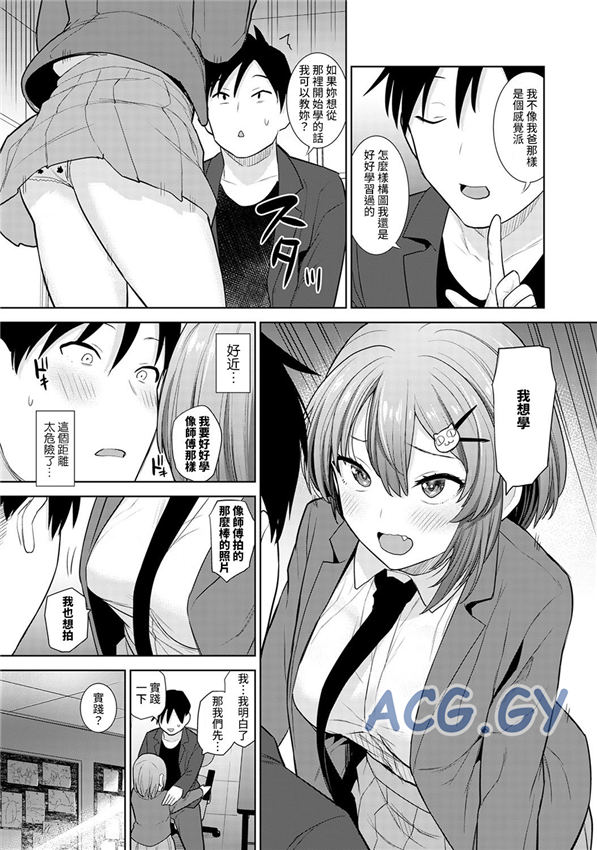 我不像我爸那樣
是個感覺派
怎麼樣構圖我還是
好好學習過的
如果妳想從
那裡開始學的話
我可以教妳？
スタッ
我想學
好近…
ドキ
ドキ
我要好好學
像師傅那樣
這個距離
太危險了…
像師傅拍的
那麼棒的照片
我也想拍
我…我明白了
那我們先…
實踐
一下
實踐？
ACG.GY